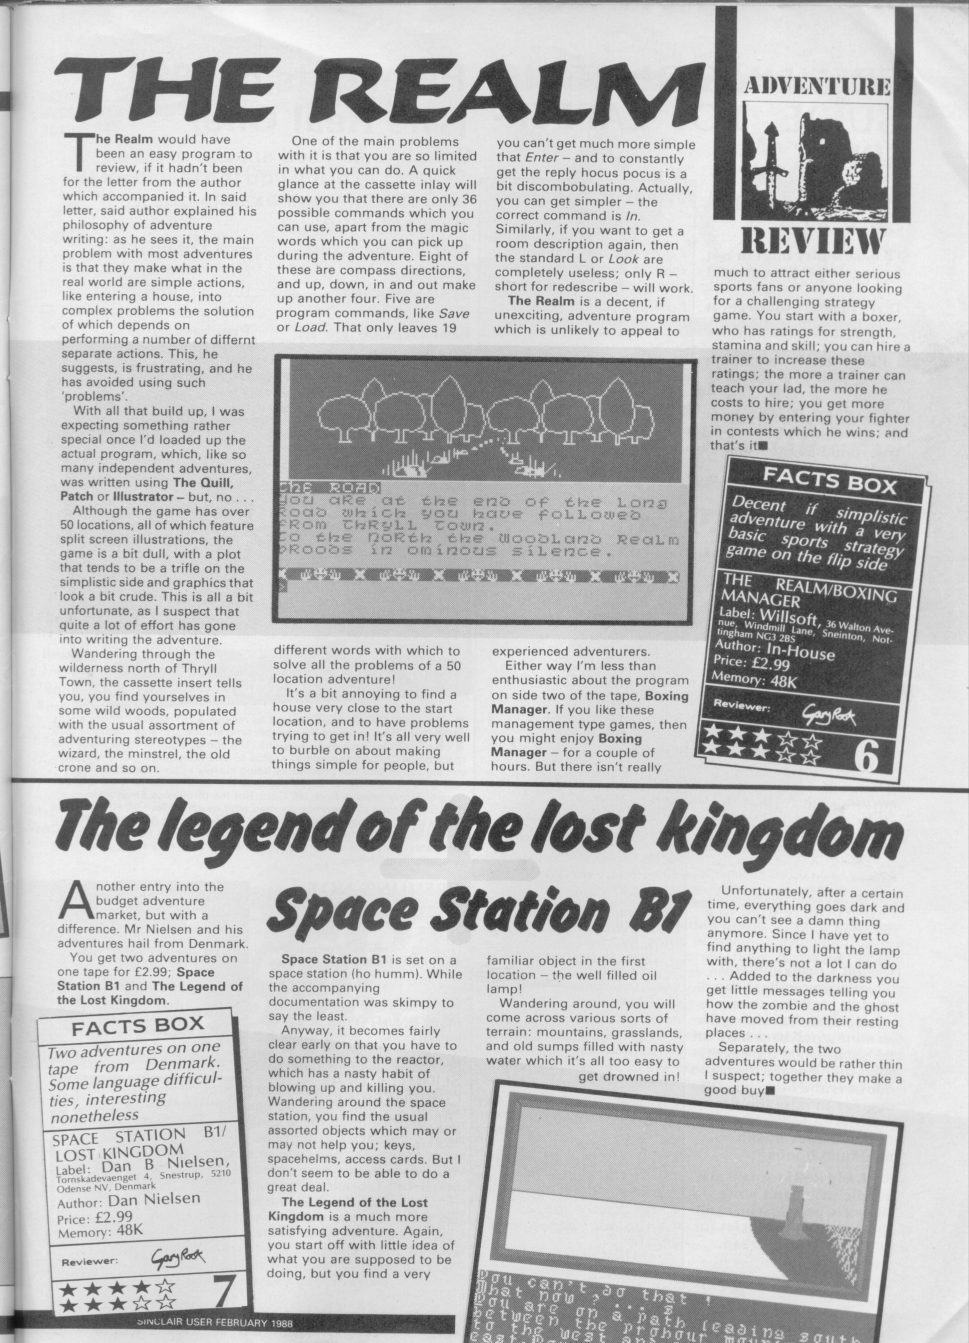 THE REALM
ADVENTURE
REVIEW
The Realm would have
been an easy program to
review, if it hadn't been
for the letter from the author
which accompanied it. In said
letter, said author explained his
philosophy of adventure
writing: as he sees it, the main
problem with most adventures
is that they make what in the
real world are simple actions,
like entering a house, into
complex problems the solution
of which depends on
performing a number of differnt
separate actions. This, he
suggests, is frustrating, and he
has avoided using such
'problems'.
With all that build up, I was
expecting something rather
special once I'd loaded up the
actual program, which, like so
many independent adventures,
was written using The Quill,
Patch or Illustrator – but, no . . .
Although the game has over
50 locations, all of which feature
split screen illustrations, the
game is a bit dull, with a plot
that tends to be a trifle on the
simplistic side and graphics that
look a bit crude. This is all a bit
unfortunate, as I suspect that
quite a lot of effort has gone
into writing the adventure.
Wandering through the
wilderness north of Thryll
Town, the cassette insert tells
you, you find yourselves in
some wild woods, populated
with the usual assortment of
adventuring stereotypes – the
wizard, the minstrel, the old
crone and so on.
One of the main problems
with it is that you are so limited
in what you can do. A quick
glance at the cassette inlay will
show you that there are only 36
possible commands which you
can use, apart from the magic
words which you can pick up
during the adventure. Eight of
these are compass directions,
and up, down, in and out make
up another four. Five are
program commands, like Save
or Load. That only leaves 19
the ROAD
you are at the end of the Long
Road which you have followed
from Thryll Town.
To the North the Woodland Realm
broods in ominous silence.
different words with which to
solve all the problems of a 50
location adventure!
It's a bit annoying to find a
house very close to the start
location, and to have problems
trying to get in! It's all very well
to burble on about making
things simple for people, but
you can't get much more simple
that Enter – and to constantly
get the reply hocus pocus is a
bit discombobulating. Actually,
you can get simpler – the
correct command is In.
Similarly, if you want to get a
room description again, then
the standard L or Look are
completely useless; only R –
short for redescribe – will work.
The Realm is a decent, if
unexciting, adventure program
which is unlikely to appeal to
experienced adventurers.
Either way I'm less than
enthusiastic about the program
on side two of the tape, Boxing
Manager. If you like these
management type games, then
you might enjoy Boxing
Manager – for a couple of
hours. But there isn't really
much to attract either serious
sports fans or anyone looking
for a challenging strategy
game. You start with a boxer,
who has ratings for strength,
stamina and skill; you can hire a
trainer to increase these
ratings; the more a trainer can
teach your lad, the more he
costs to hire; you get more
money by entering your fighter
in contests which he wins; and
that's it■
FACTS BOX
Decent if simplistic
adventure with a very
basic sports strategy
game on the flip side
THE REALM/BOXING
MANAGER
Label: Willsoft, 36 Walton Ave-
nue, Windmill Lane, Sneinton, Not-
tingham NG3 2BS
Author: In-House
Price: £2.99
Memory: 48K
Reviewer: Gary Rook
6
The legend of the lost kingdom
Space Station B1
Another entry into the
budget adventure
market, but with a
difference. Mr Nielsen and his
adventures hail from Denmark.
You get two adventures on
one tape for £2.99; Space
Station B1 and The Legend of
the Lost Kingdom.
FACTS BOX
Two adventures on one
tape from Denmark.
Some language difficul-
ties, interesting
nonetheless
SPACE STATION B1/
LOST KINGDOM
Label: Dan B Nielsen,
Tornskadevaenget 4, Snestrup, 5210
Odense NV, Denmark
Author: Dan Nielsen
Price: £2.99
Memory: 48K
Reviewer: Gary Rook
7
Space Station B1 is set on a
space station (ho humm). While
the accompanying
documentation was skimpy to
say the least.
Anyway, it becomes fairly
clear early on that you have to
do something to the reactor,
which has a nasty habit of
blowing up and killing you.
Wandering around the space
station, you find the usual
assorted objects which may or
may not help you; keys,
spacehelms, access cards. But I
don't seem to be able to do a
great deal.
The Legend of the Lost
Kingdom is a much more
satisfying adventure. Again,
you start off with little idea of
what you are supposed to be
doing, but you find a very
familiar object in the first
location – the well filled oil
lamp!
Wandering around, you will
come across various sorts of
terrain: mountains, grasslands,
and old sumps filled with nasty
water which it's all too easy to
get drowned in!
Unfortunately, after a certain
time, everything goes dark and
you can't see a damn thing
anymore. Since I have yet to
find anything to light the lamp
with, there's not a lot I can do
. . . Added to the darkness you
get little messages telling you
how the zombie and the ghost
have moved from their resting
places . . .
Separately, the two
adventures would be rather thin
I suspect; together they make a
good buy■
You can't do that !
What now ? ... s
You are on a path leading
between the
to the west
SINCLAIR USER FEBRUARY 1988